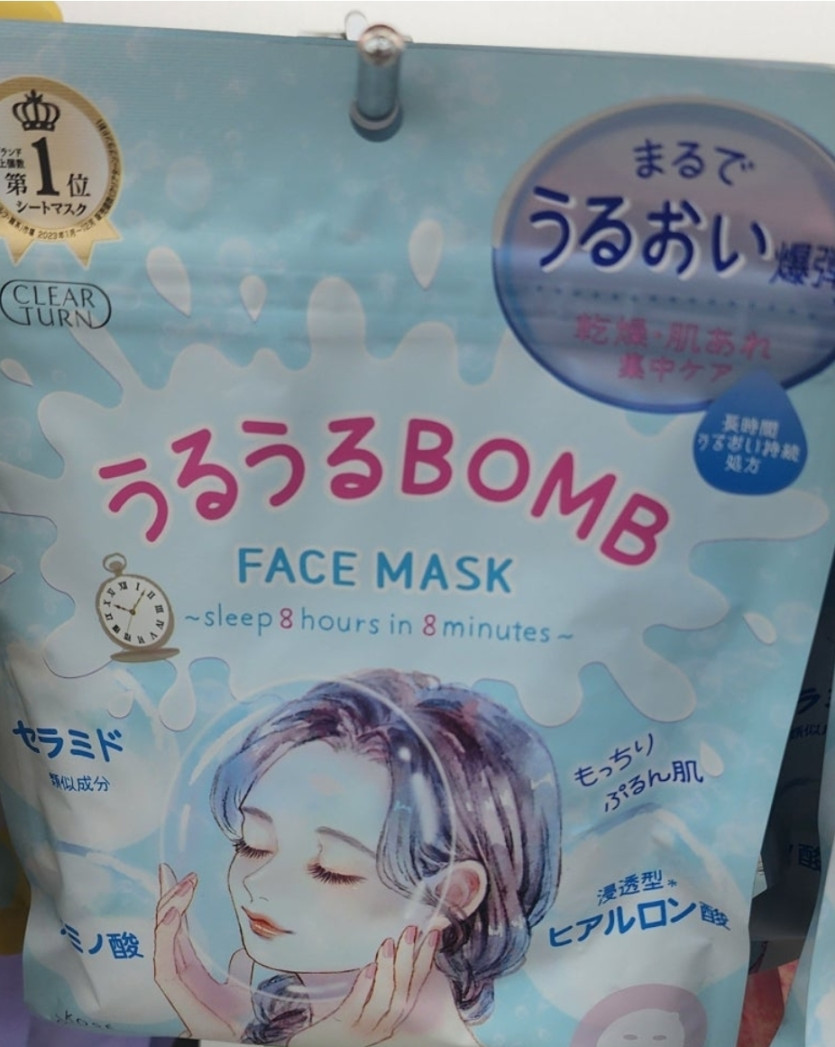 第1位
シートマスク
CLEAR
TURN
まるで
うるおい爆弾
乾燥・肌あれ
集中ケア
長時間
うるおい持続
処方
うるうるBOMB
FACE MASK
~sleep 8 hours in 8 minutes~
セラミド
類似成分
もっちり
ぷるん肌
浸透型*
ヒアルロン酸
ミノ酸
KOSÉ